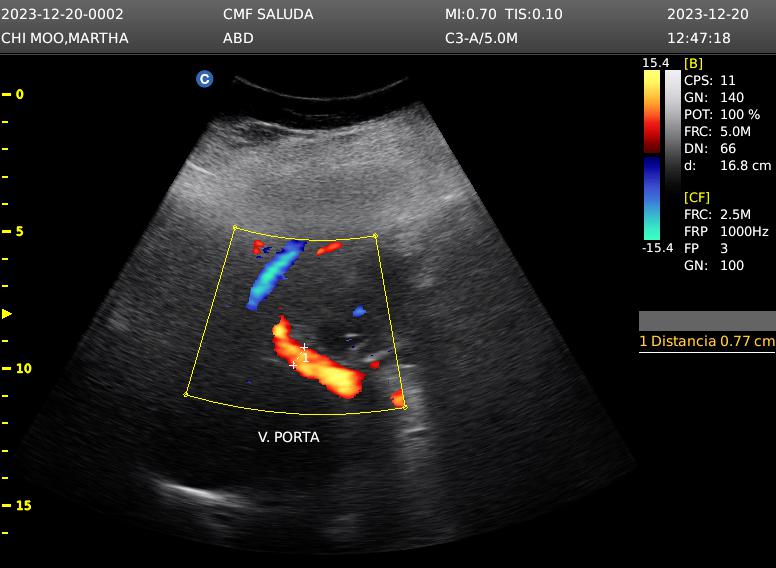 2023-12-20-0002 CMF SALUDA MI:0.70 TIS:0.10 2023-12-20
CHI MOO,MARTHA ABD C3-A/5.0M 12:47:18
C
0
5
10
15
1
V. PORTA
15.4
-15.4
[B]
CPS: 11
GN: 140
POT: 100 %
FRC: 5.0M
DN: 66
d: 16.8 cm
[CF]
FRC: 2.5M
FRP 1000Hz
FP 3
GN: 100
1 Distancia 0.77 cm